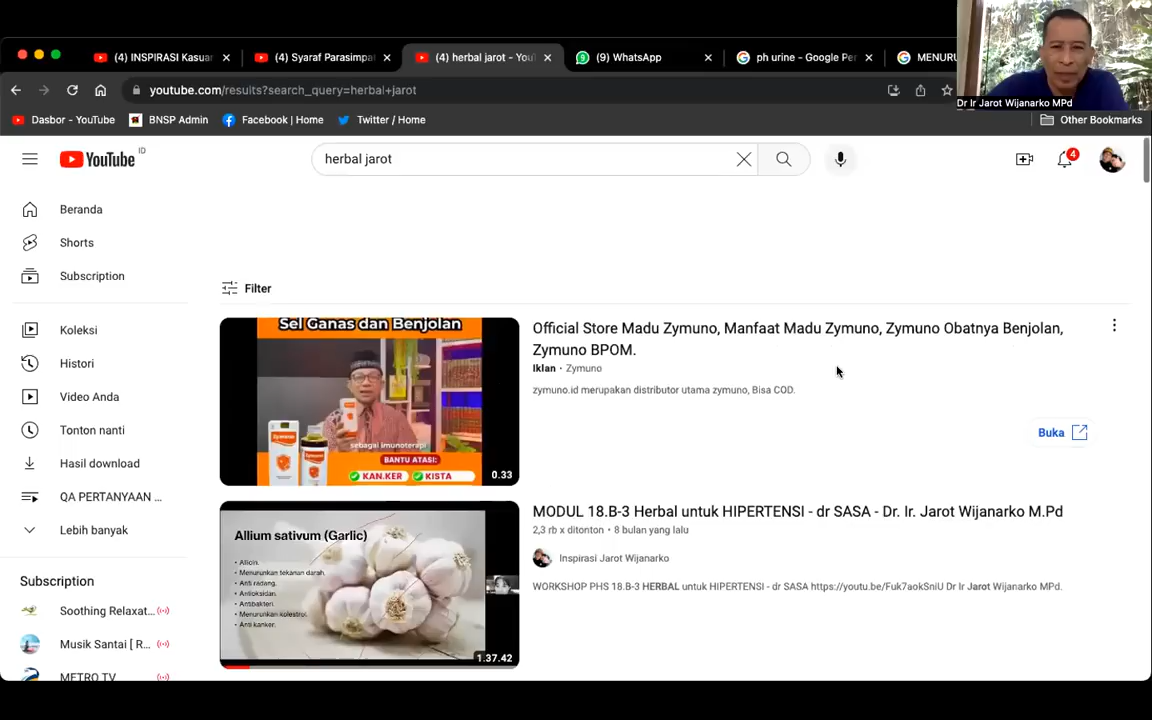 (4) INSPIRASI Kasuar
(4) Syaraf Parasimpat
(4) herbal jarot - YouT
(9) WhatsApp
ph urine - Google Pe
MENURU
youtube.com/results?search_query=herbal+jarot
Dr Ir Jarot Wijanarko MPd
Dasbor - YouTube
BNSP Admin
Facebook | Home
Twitter / Home
Other Bookmarks
YouTube ID
herbal jarot
4
Beranda
Shorts
Subscription
Koleksi
Histori
Video Anda
Tonton nanti
Hasil download
QA PERTANYAAN ...
Lebih banyak
Subscription
Soothing Relaxat...
Musik Santai [ R...
METRO TV
Filter
Sel Ganas dan Benjolan
sebagai imunoterapi
BANTU ATASI:
KAN.KER
KISTA
0.33
Official Store Madu Zymuno, Manfaat Madu Zymuno, Zymuno Obatnya Benjolan,
Zymuno BPOM.
Iklan · Zymuno
zymuno.id merupakan distributor utama zymuno, Bisa COD.
Buka
Allium sativum (Garlic)
• Allicin.
• Menurunkan tekanan darah.
• Anti radang.
• Antioksidan.
• Antibakteri.
• Menurunkan kolestrol.
• Anti kanker.
1.37.42
MODUL 18.B-3 Herbal untuk HIPERTENSI - dr SASA - Dr. Ir. Jarot Wijanarko M.Pd
2,3 rb x ditonton · 8 bulan yang lalu
Inspirasi Jarot Wijanarko
WORKSHOP PHS 18.B-3 HERBAL untuk HIPERTENSI - dr SASA https://youtu.be/Fuk7aokSniU Dr Ir Jarot Wijanarko MPd.